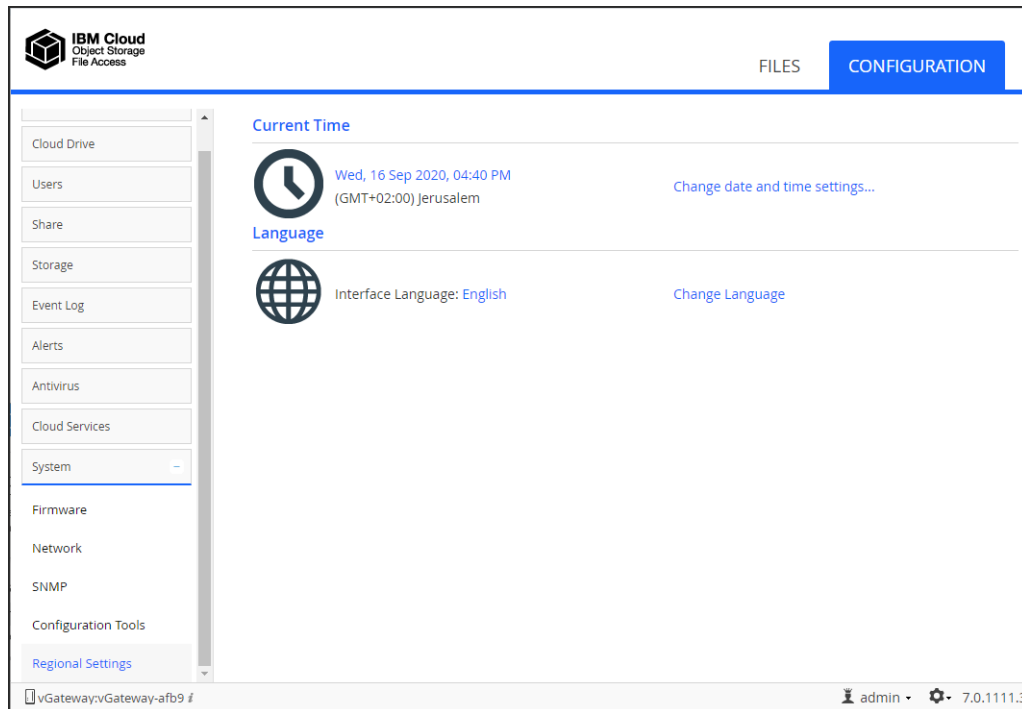 IBM Cloud
Object Storage
File Access
FILES
CONFIGURATION
Cloud Drive
Users
Share
Storage
Event Log
Alerts
Antivirus
Cloud Services
System
Firmware
Network
SNMP
Configuration Tools
Regional Settings
Current Time
Wed, 16 Sep 2020, 04:40 PM
(GMT+02:00) Jerusalem
Change date and time settings...
Language
Interface Language: English
Change Language
vGateway:vGateway-afb9
admin
7.0.1111.3